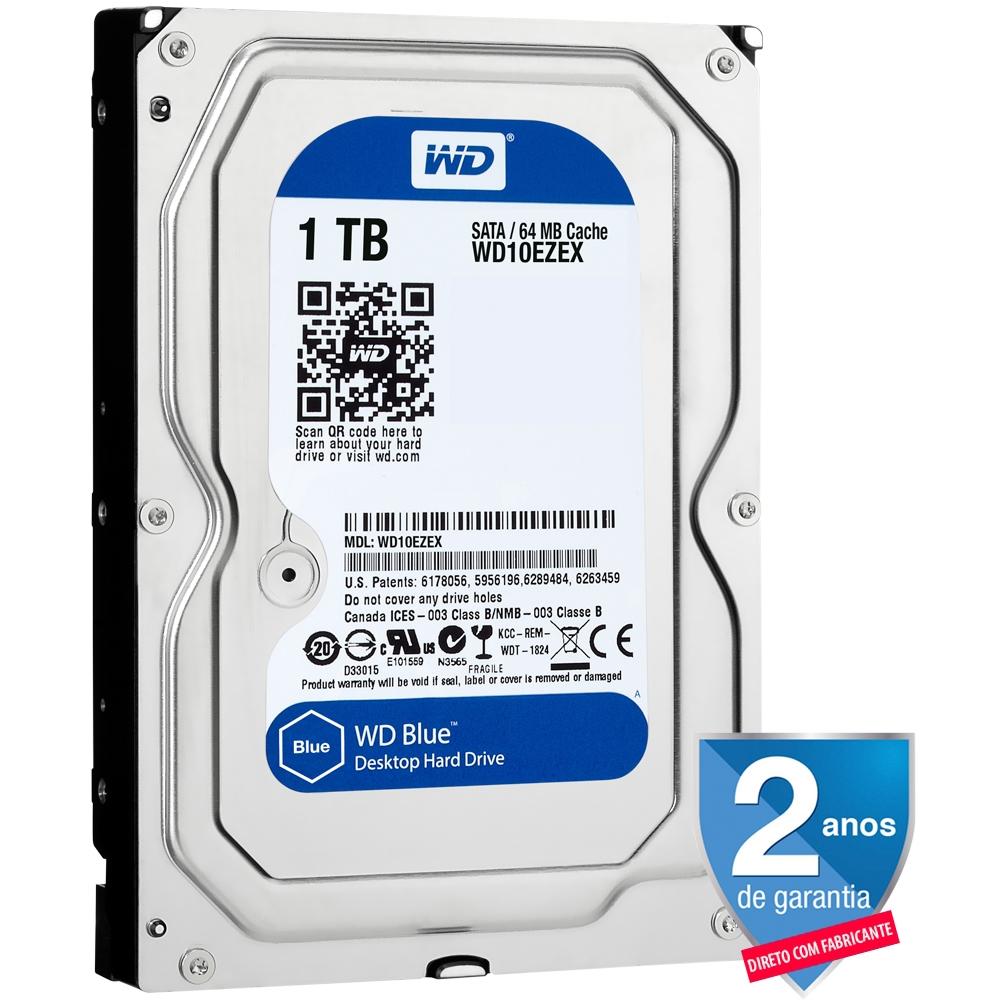 WD®
1 TB
SATA / 64 MB Cache
WD10EZEX
WD
Scan QR code here to
learn about your hard
drive or visit wd.com
MDL: WD10EZEX
U.S. Patents: 6178056, 5956196,6289484, 6263459
Do not cover any drive holes
Canada ICES – 003 Class B/NMB – 003 Classe B
20
D33015
c RU us
E101559
N3565
FRAGILE
KCC – REM –
WDT – 1824
CE
Product warranty will be void if seal, label or cover is removed or damaged
A
Blue
WD Blue™
Desktop Hard Drive
2 anos
de garantia
DIRETO COM FABRICANTE